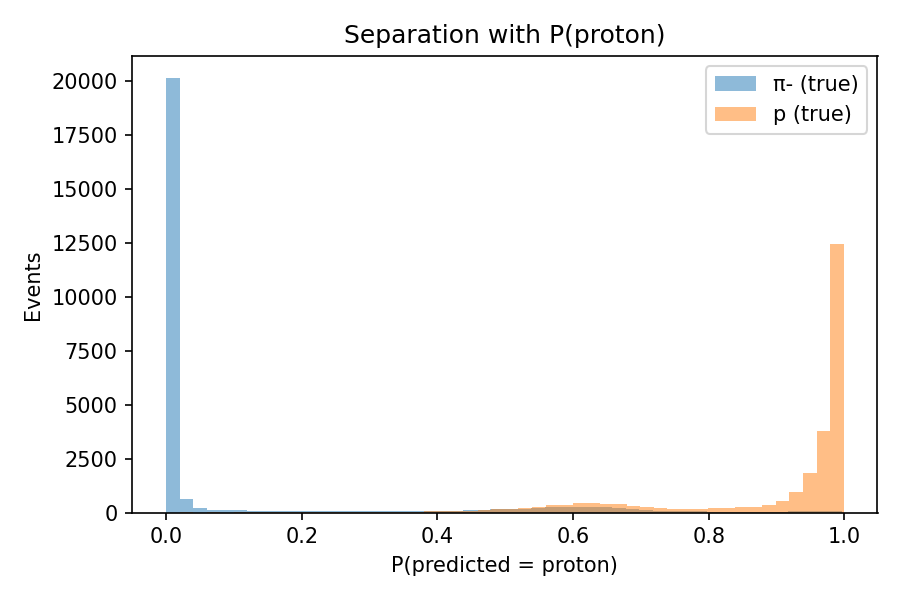 Separation with P(proton)
π- (true)
p (true)
20000
17500
15000
12500
10000
7500
5000
2500
0
Events
0.0 0.2 0.4 0.6 0.8 1.0
P(predicted = proton)